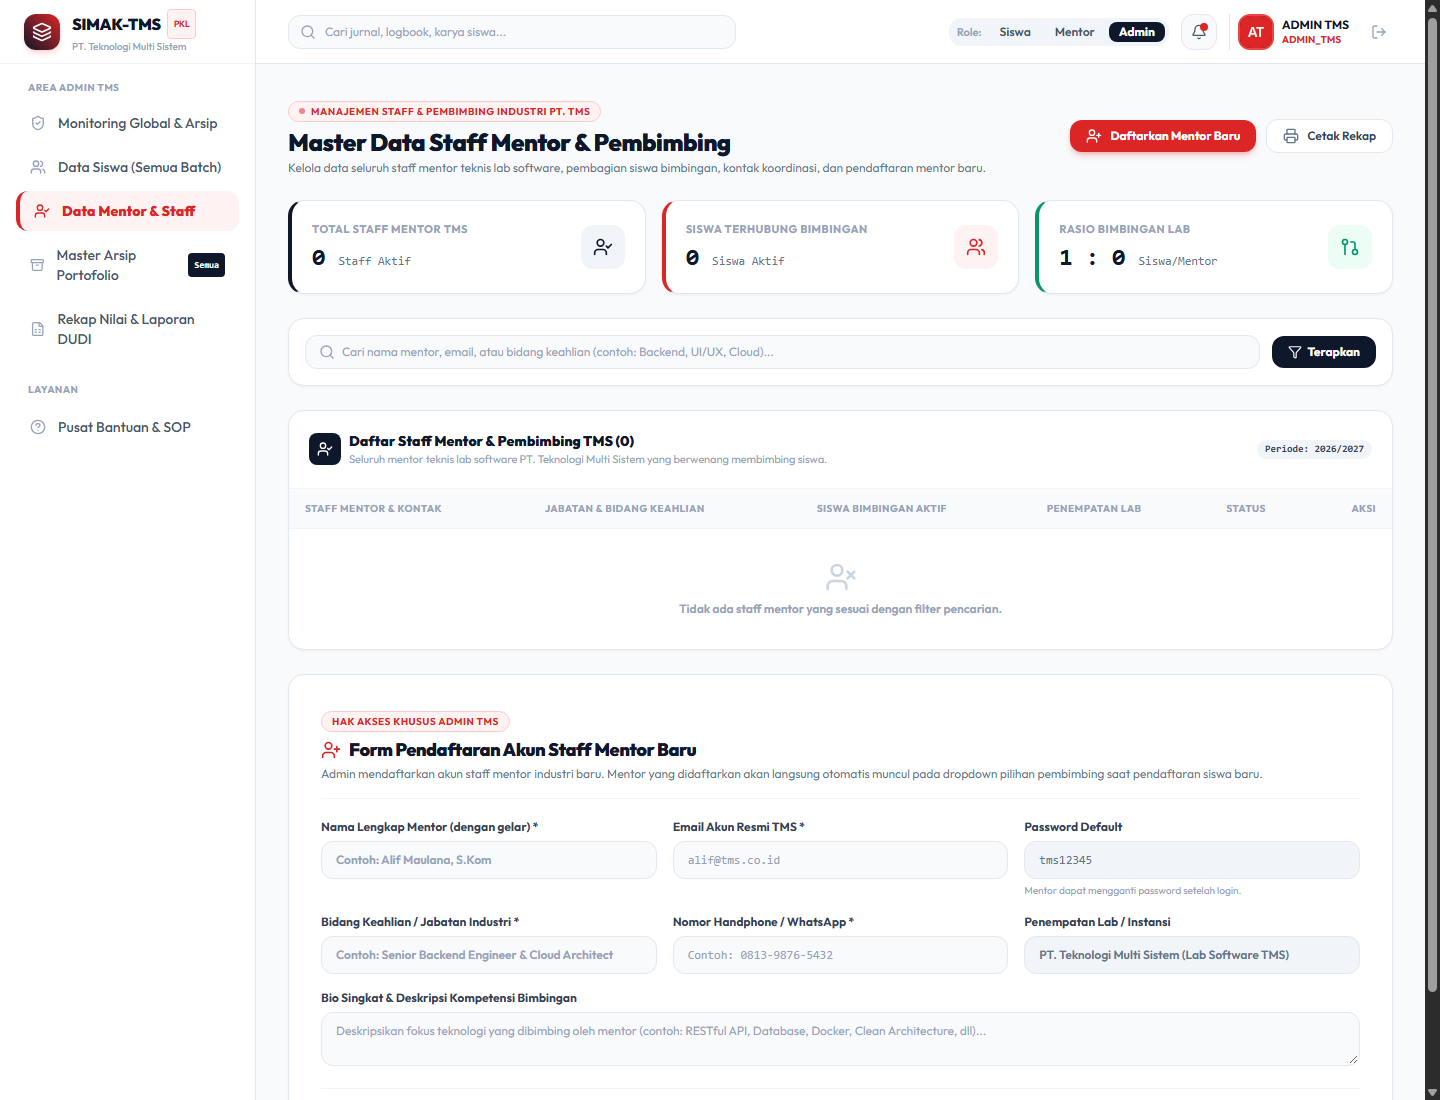 SIMAK-TMS PKL
PT. Teknologi Multi Sistem
Cari jurnal, logbook, karya siswa...
Role: Siswa Mentor Admin
AT
ADMIN TMS
ADMIN_TMS
AREA ADMIN TMS
Monitoring Global & Arsip
Data Siswa (Semua Batch)
Data Mentor & Staff
Master Arsip
Portofolio
Semua
Rekap Nilai & Laporan
DUDI
LAYANAN
Pusat Bantuan & SOP
MANAJEMEN STAFF & PEMBIMBING INDUSTRI PT. TMS
Master Data Staff Mentor & Pembimbing
Kelola data seluruh staff mentor teknis lab software, pembagian siswa bimbingan, kontak koordinasi, dan pendaftaran mentor baru.
Daftarkan Mentor Baru
Cetak Rekap
TOTAL STAFF MENTOR TMS
0 Staff Aktif
SISWA TERHUBUNG BIMBINGAN
0 Siswa Aktif
RASIO BIMBINGAN LAB
1 : 0 Siswa/Mentor
Cari nama mentor, email, atau bidang keahlian (contoh: Backend, UI/UX, Cloud)...
Terapkan
Daftar Staff Mentor & Pembimbing TMS (0)
Seluruh mentor teknis lab software PT. Teknologi Multi Sistem yang berwenang membimbing siswa.
Periode: 2026/2027
STAFF MENTOR & KONTAK JABATAN & BIDANG KEAHLIAN SISWA BIMBINGAN AKTIF PENEMPATAN LAB STATUS AKSI
Tidak ada staff mentor yang sesuai dengan filter pencarian.
HAK AKSES KHUSUS ADMIN TMS
Form Pendaftaran Akun Staff Mentor Baru
Admin mendaftarkan akun staff mentor industri baru. Mentor yang didaftarkan akan langsung otomatis muncul pada dropdown pilihan pembimbing saat pendaftaran siswa baru.
Nama Lengkap Mentor (dengan gelar) *
Contoh: Alif Maulana, S.Kom
Email Akun Resmi TMS *
alif@tms.co.id
Password Default
tms12345
Mentor dapat mengganti password setelah login.
Bidang Keahlian / Jabatan Industri *
Contoh: Senior Backend Engineer & Cloud Architect
Nomor Handphone / WhatsApp *
Contoh: 0813-9876-5432
Penempatan Lab / Instansi
PT. Teknologi Multi Sistem (Lab Software TMS)
Bio Singkat & Deskripsi Kompetensi Bimbingan
Deskripsikan fokus teknologi yang dibimbing oleh mentor (contoh: RESTful API, Database, Docker, Clean Architecture, dll)...